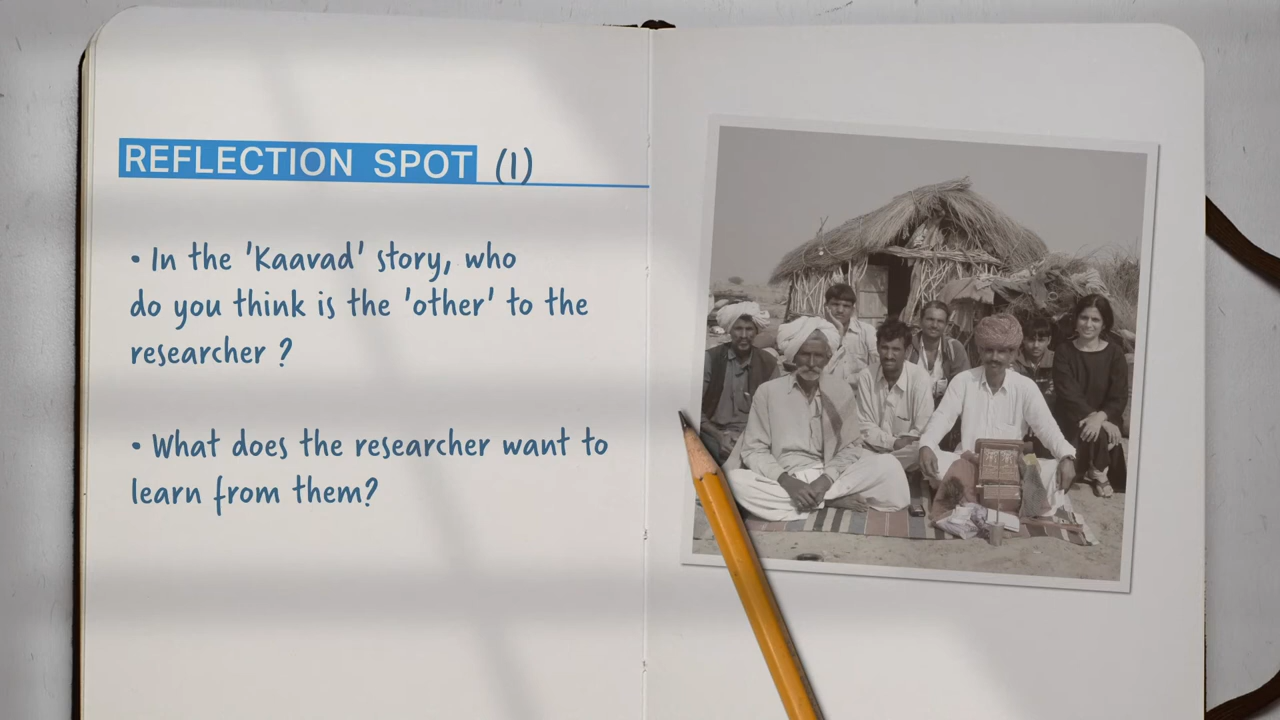 REFLECTION SPOT (1)
• In the 'Kaavad' story, who
do you think is the 'other' to the
researcher ?
• What does the researcher want to
learn from them?